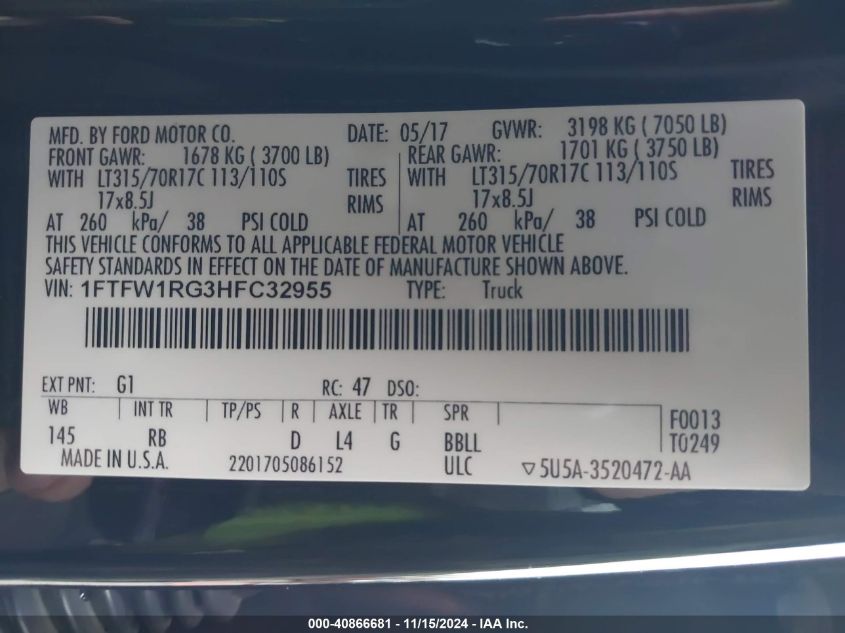 MFD. BY FORD MOTOR CO. DATE: 05/17 GVWR: 3198 KG ( 7050 LB)
FRONT GAWR: 1678 KG ( 3700 LB) REAR GAWR: 1701 KG ( 3750 LB)
WITH LT315/70R17C 113/110S TIRES WITH LT315/70R17C 113/110S TIRES
17x8.5J RIMS 17x8.5J RIMS
AT 260 kPa/ 38 PSI COLD AT 260 kPa/ 38 PSI COLD
THIS VEHICLE CONFORMS TO ALL APPLICABLE FEDERAL MOTOR VEHICLE
SAFETY STANDARDS IN EFFECT ON THE DATE OF MANUFACTURE SHOWN ABOVE.
VIN: 1FTFW1RG3HFC32955 TYPE: Truck
EXT PNT: G1 RC: 47 DSO:
WB INT TR TP/PS R AXLE TR SPR
145 RB D L4 G BBLL
F0013
T0249
MADE IN U.S.A. 2201705086152 ULC ▽5U5A-3520472-AA
000-40866681 - 11/15/2024 - IAA Inc.